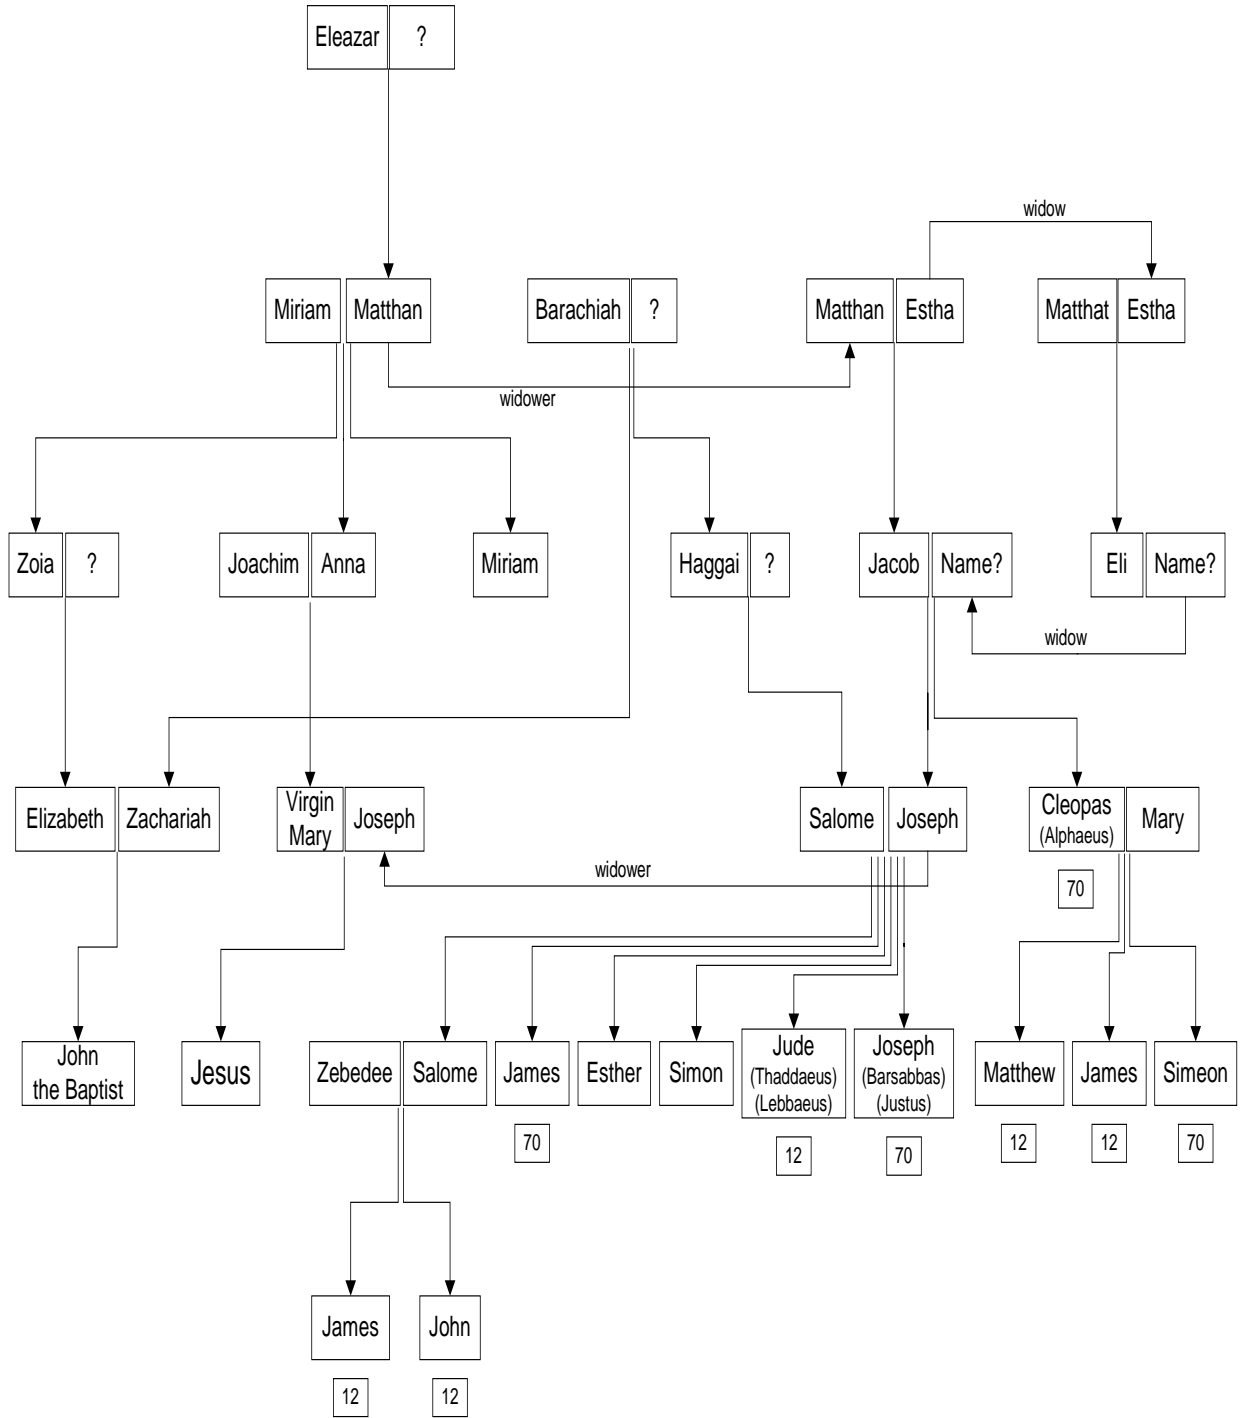 Eleazar
?
widow
Miriam
Matthan
Barachiah
?
Matthan
Estha
Matthat
Estha
widower
Zoia
?
Joachim
Anna
Miriam
Haggai
?
Jacob
Name?
Eli
Name?
widow
Elizabeth
Zachariah
Virgin
Mary
Joseph
Salome
Joseph
Cleopas
(Alphaeus)
Mary
widower
70
John
the Baptist
Jesus
Zebedee
Salome
James
Esther
Simon
Jude
(Thaddaeus)
(Lebbaeus)
Joseph
(Barsabbas)
(Justus)
Matthew
James
Simeon
70
12
70
12
12
70
James
John
12
12